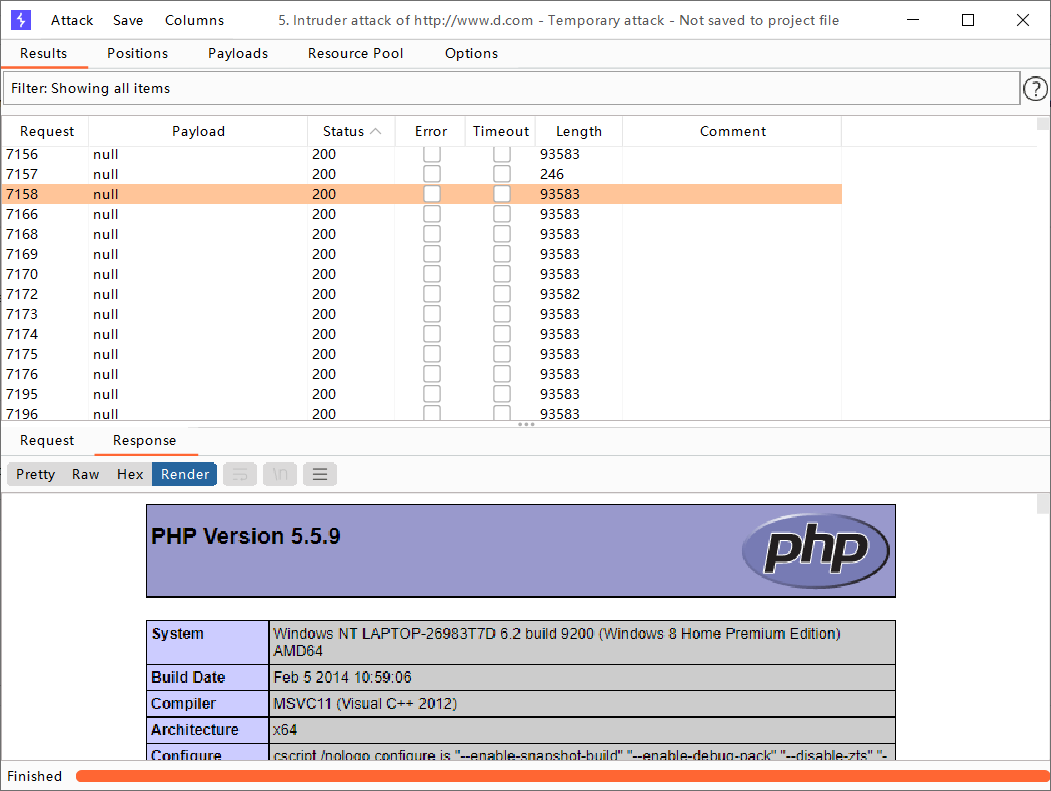 Attack Save Columns 5. Intruder attack of http://www.d.com - Temporary attack - Not saved to project file
Results Positions Payloads Resource Pool Options
Filter: Showing all items ?
Request Payload Status Error Timeout Length Comment
7156 null 200 93583
7157 null 200 246
7158 null 200 93583
7166 null 200 93583
7168 null 200 93583
7169 null 200 93583
7170 null 200 93583
7172 null 200 93582
7173 null 200 93583
7174 null 200 93583
7175 null 200 93583
7176 null 200 93583
7195 null 200 93583
7196 null 200 93583
Request Response
Pretty Raw Hex Render \n
PHP Version 5.5.9 php
System Windows NT LAPTOP-26983T7D 6.2 build 9200 (Windows 8 Home Premium Edition)
AMD64
Build Date Feb 5 2014 10:59:06
Compiler MSVC11 (Visual C++ 2012)
Architecture x64
Configure cscript /nologo configure.js "--enable-snapshot-build" "--enable-debug-pack" "--disable-zts" "-
Finished